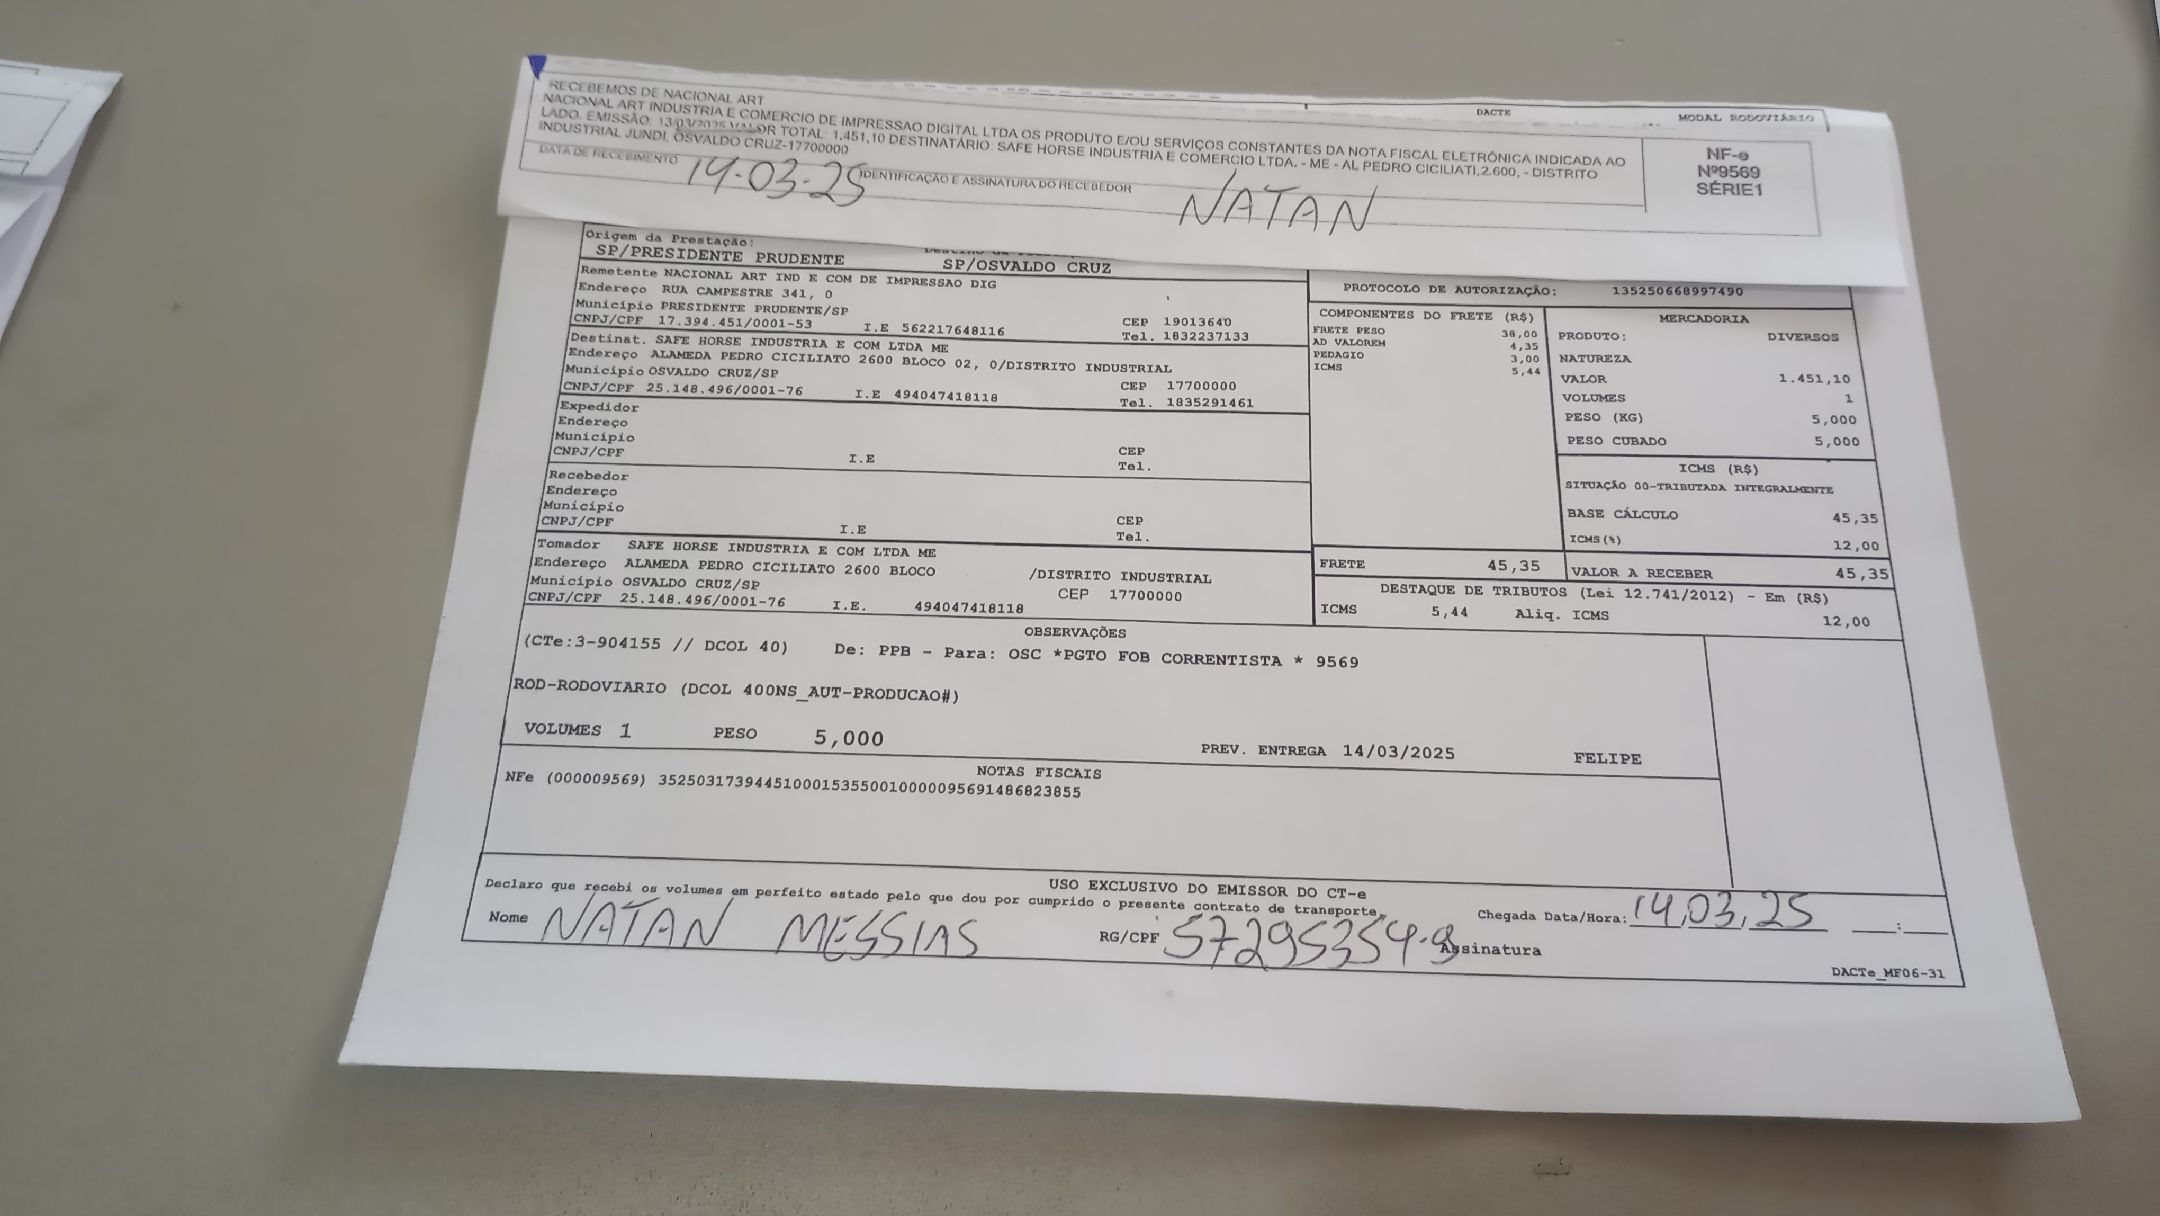 RECEBEMOS DE NACIONAL ART
NACIONAL ART INDUSTRIA E COMERCIO DE IMPRESSAO DIGITAL LTDA OS PRODUTO E/OU SERVIÇOS CONSTANTES DA NOTA FISCAL ELETRÔNICA INDICADA AO
LADO. EMISSÃO: 13/03/2025 VALOR TOTAL: 1.451,10 DESTINATÁRIO: SAFE HORSE INDUSTRIA E COMERCIO LTDA. - ME - AL PEDRO CICILIATI,2.600, - DISTRITO
INDUSTRIAL JUNDI, OSVALDO CRUZ-17700000
DATA DE RECEBIMENTO 14-03-25 IDENTIFICAÇÃO E ASSINATURA DO RECEBEDOR NATAN
DACTE MODAL RODOVIÁRIO
NF-e
Nº9569
SÉRIE1
Origem da Prestação:
SP/PRESIDENTE PRUDENTE SP/OSVALDO CRUZ
Remetente NACIONAL ART IND E COM DE IMPRESSAO DIG
Endereço RUA CAMPESTRE 341, 0
Município PRESIDENTE PRUDENTE/SP CEP 19013640
CNPJ/CPF 17.394.451/0001-53 I.E 562217648116 Tel. 1832237133
Destinat. SAFE HORSE INDUSTRIA E COM LTDA ME
Endereço ALAMEDA PEDRO CICILIATO 2600 BLOCO 02, 0/DISTRITO INDUSTRIAL
Município OSVALDO CRUZ/SP CEP 17700000
CNPJ/CPF 25.148.496/0001-76 I.E 494047418118 Tel. 1835291461
Expedidor
Endereço
Município CEP
CNPJ/CPF I.E Tel.
Recebedor
Endereço
Município CEP
CNPJ/CPF I.E Tel.
Tomador SAFE HORSE INDUSTRIA E COM LTDA ME
Endereço ALAMEDA PEDRO CICILIATO 2600 BLOCO /DISTRITO INDUSTRIAL
Município OSVALDO CRUZ/SP CEP 17700000
CNPJ/CPF 25.148.496/0001-76 I.E. 494047418118
PROTOCOLO DE AUTORIZAÇÃO: 135250668997490
COMPONENTES DO FRETE (R$)
FRETE PESO 38,00
AD VALOREM 4,35
PEDAGIO 3,00
ICMS 5,44
MERCADORIA
PRODUTO: DIVERSOS
NATUREZA
VALOR 1.451,10
VOLUMES 1
PESO (KG) 5,000
PESO CUBADO 5,000
ICMS (R$)
SITUAÇÃO 00-TRIBUTADA INTEGRALMENTE
BASE CÁLCULO 45,35
ICMS(%) 12,00
FRETE 45,35 VALOR A RECEBER 45,35
DESTAQUE DE TRIBUTOS (Lei 12.741/2012) - Em (R$)
ICMS 5,44 Aliq. ICMS 12,00
OBSERVAÇÕES
(CTe:3-904155 // DCOL 40) De: PPB - Para: OSC *PGTO FOB CORRENTISTA * 9569
ROD-RODOVIARIO (DCOL 400NS_AUT-PRODUCAO#)
VOLUMES 1 PESO 5,000 PREV. ENTREGA 14/03/2025 FELIPE
NOTAS FISCAIS
NFe (000009569) 35250317394451000153550010000095691486823855
USO EXCLUSIVO DO EMISSOR DO CT-e
Declaro que recebi os volumes em perfeito estado pelo que dou por cumprido o presente contrato de transporte.
Nome NATAN MESSIAS RG/CPF 57295354-9 Assinatura Chegada Data/Hora: 14,03,25 __:__
DACTe_MF06-31